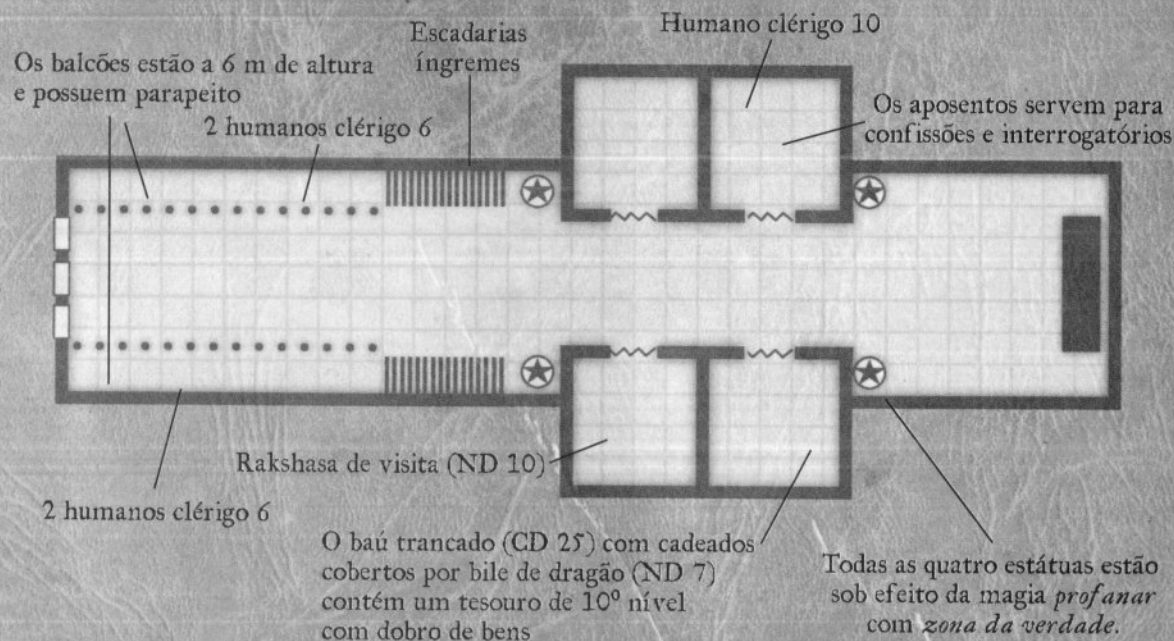 Escadarias
íngremes
Humano clérigo 10
Os balcões estão a 6 m de altura
e possuem parapeito
2 humanos clérigo 6
Os aposentos servem para
confissões e interrogatórios
Rakshasa de visita (ND 10)
2 humanos clérigo 6
O baú trancado (CD 25) com cadeados
cobertos por bile de dragão (ND 7)
contém um tesouro de 10º nível
com dobro de bens
Todas as quatro estátuas estão
sob efeito da magia profanar
com zona da verdade.